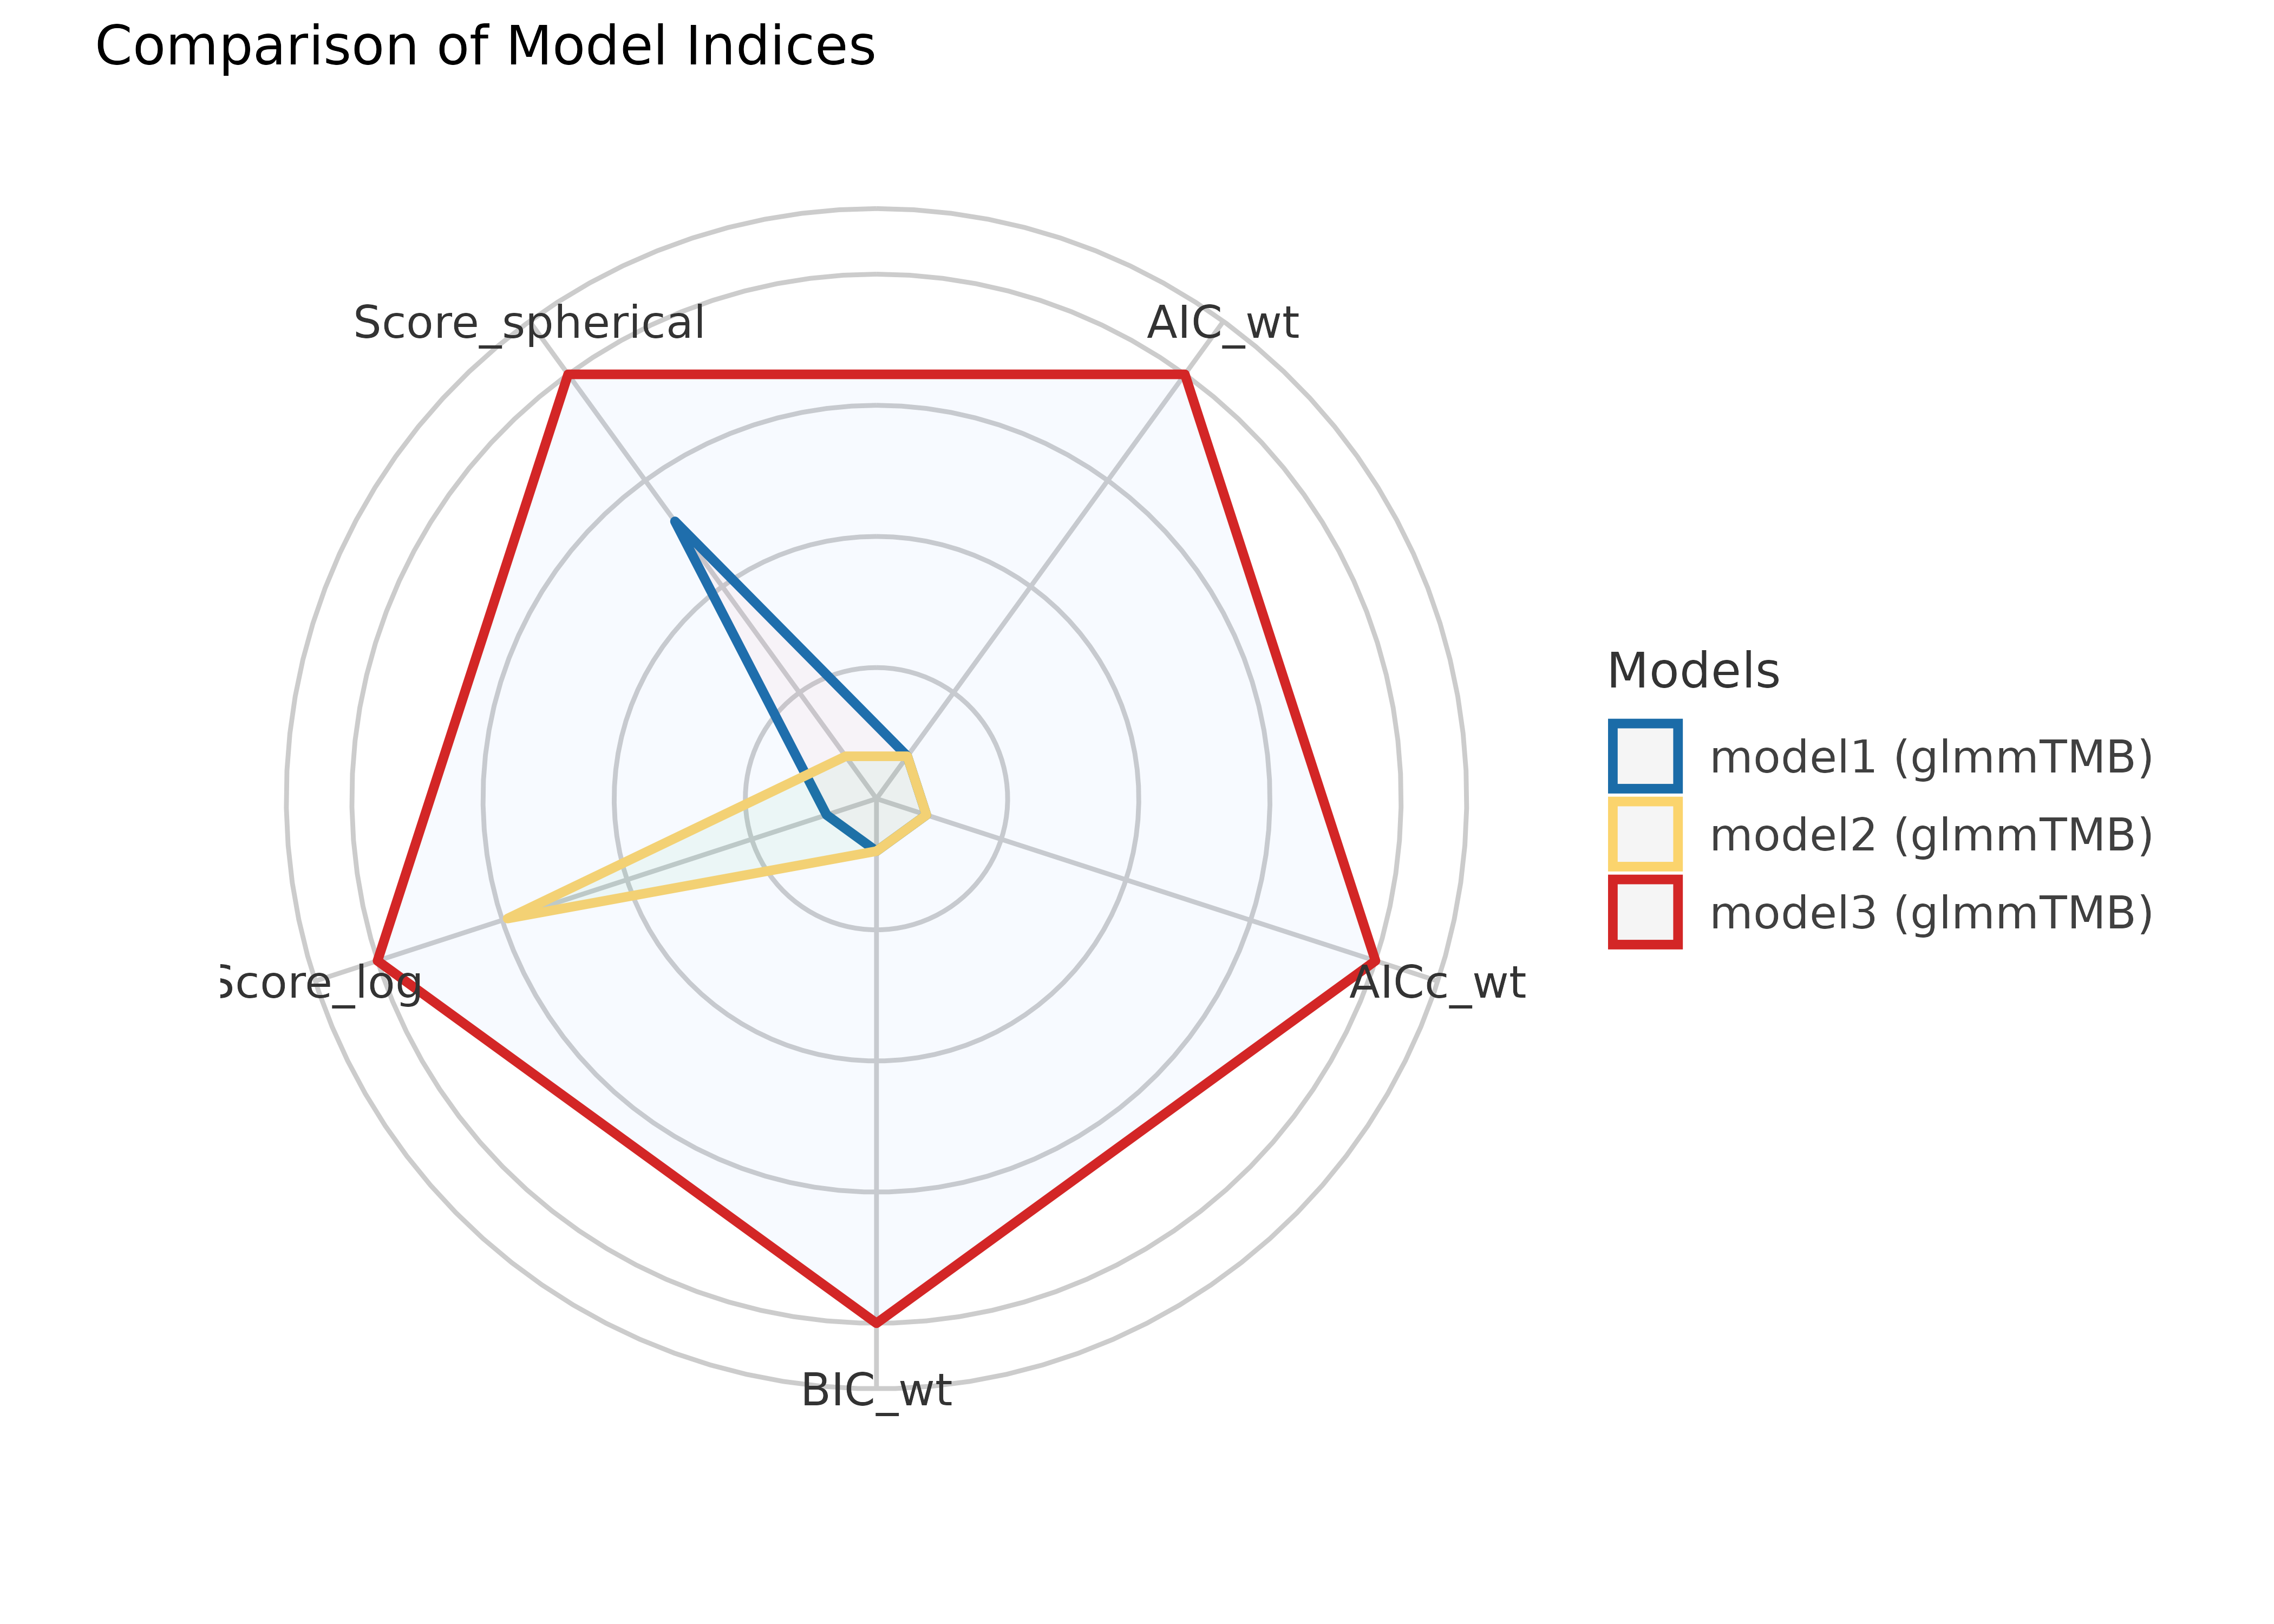 Comparison of Model Indices
Score_spherical
AIC_wt
Score_log
AICc_wt
BIC_wt
Models
model1 (glmmTMB)
model2 (glmmTMB)
model3 (glmmTMB)